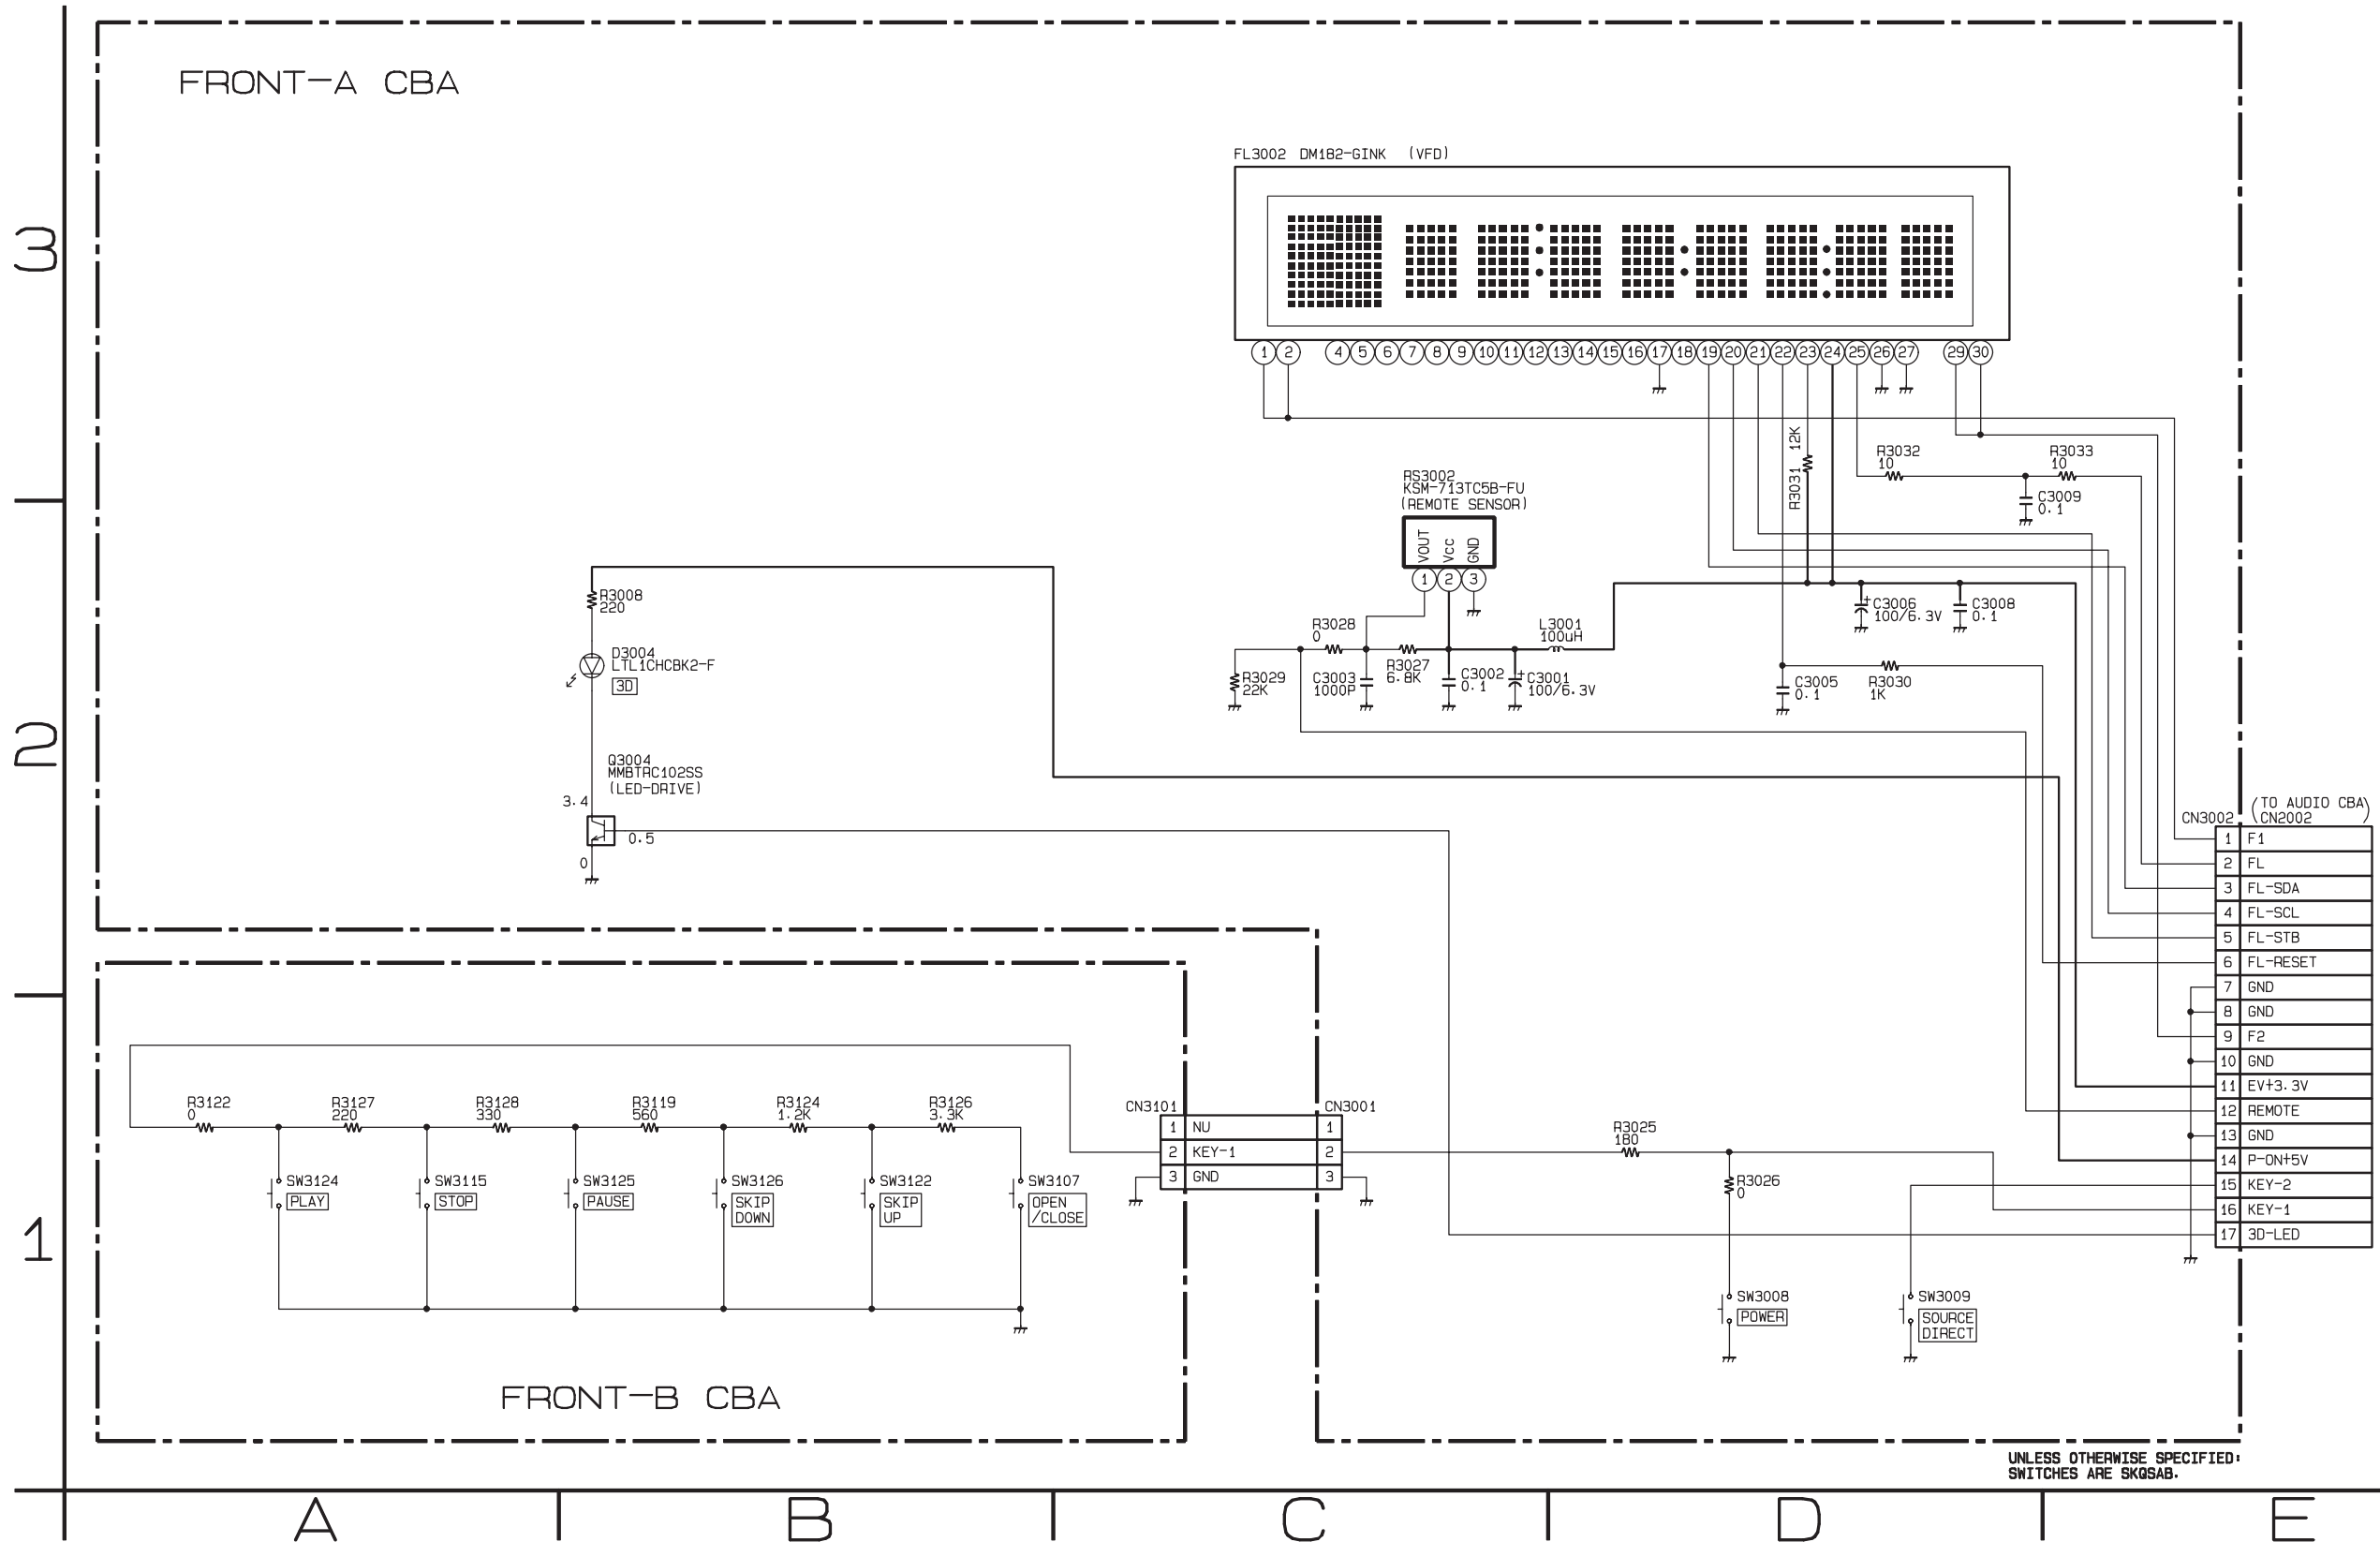 FRONT-A CBA
FL3002 DM182-GINK (VFD)
1 2 4 5 6 7 8 9 10 11 12 13 14 15 16 17 18 19 20 21 22 23 24 25 26 27 29 30
3
R3031 12K
R3032
10
R3033
10
C3009
0.1
RS3002
KSM-713TC5B-FU
(REMOTE SENSOR)
VOUT
Vcc
GND
1 2 3
R3008
220
D3004
LTL1CHCBK2-F
3D
R3028
0
L3001
100uH
C3006
100/6.3V
C3008
0.1
R3029
22K
C3003
1000P
R3027
6.8K
C3002
0.1
C3001
100/6.3V
C3005
0.1
R3030
1K
2
Q3004
MMBTRC102SS
(LED-DRIVE)
3.4
0.5
0
CN3002
(TO AUDIO CBA)
CN2002
1 F1
2 FL
3 FL-SDA
4 FL-SCL
5 FL-STB
6 FL-RESET
7 GND
8 GND
9 F2
10 GND
11 EV+3.3V
12 REMOTE
13 GND
14 P-ON+5V
15 KEY-2
16 KEY-1
17 3D-LED
R3122
0
R3127
220
R3128
330
R3119
560
R3124
1.2K
R3126
3.3K
CN3101
CN3001
1 NU 1
2 KEY-1 2
3 GND 3
R3025
180
R3026
0
SW3124
PLAY
SW3115
STOP
SW3125
PAUSE
SW3126
SKIP
DOWN
SW3122
SKIP
UP
SW3107
OPEN
/CLOSE
1
SW3008
POWER
SW3009
SOURCE
DIRECT
FRONT-B CBA
UNLESS OTHERWISE SPECIFIED:
SWITCHES ARE SKQSAB.
A B C D E